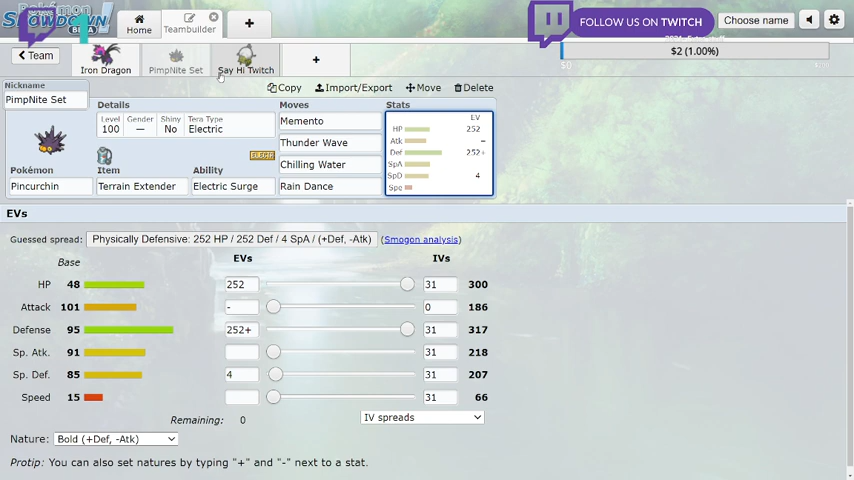 Pokémon
SHOWDOWN
BETA
Home
Teambuilder
FOLLOW US ON TWITCH
Choose name
$2 (1.00%)
$0
Team
Iron Dragon
PimpNite Set
Say Hi Twitch
Copy
Import/Export
Move
Delete
Nickname
PimpNite Set
Pokémon
Pincurchin
Details
Level
100
Gender
—
Shiny
No
Tera Type
Electric
Item
Terrain Extender
ELECTR
Ability
Electric Surge
Moves
Memento
Thunder Wave
Chilling Water
Rain Dance
Stats
EV
HP 252
Atk -
Def 252+
SpA
SpD 4
Spe
EVs
Guessed spread: Physically Defensive: 252 HP / 252 Def / 4 SpA / (+Def, -Atk) (Smogon analysis)
Base EVs IVs
HP 48 252 31 300
Attack 101 - 0 186
Defense 95 252+ 31 317
Sp. Atk. 91 31 218
Sp. Def. 85 4 31 207
Speed 15 31 66
Remaining: 0 IV spreads
Nature: Bold (+Def, -Atk)
Protip: You can also set natures by typing "+" and "-" next to a stat.